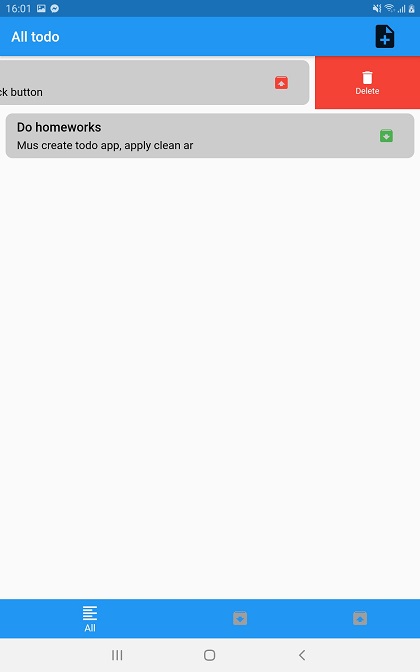 16:01
All todo
ck button
Delete
Do homeworks
Mus create todo app, apply clean ar
All